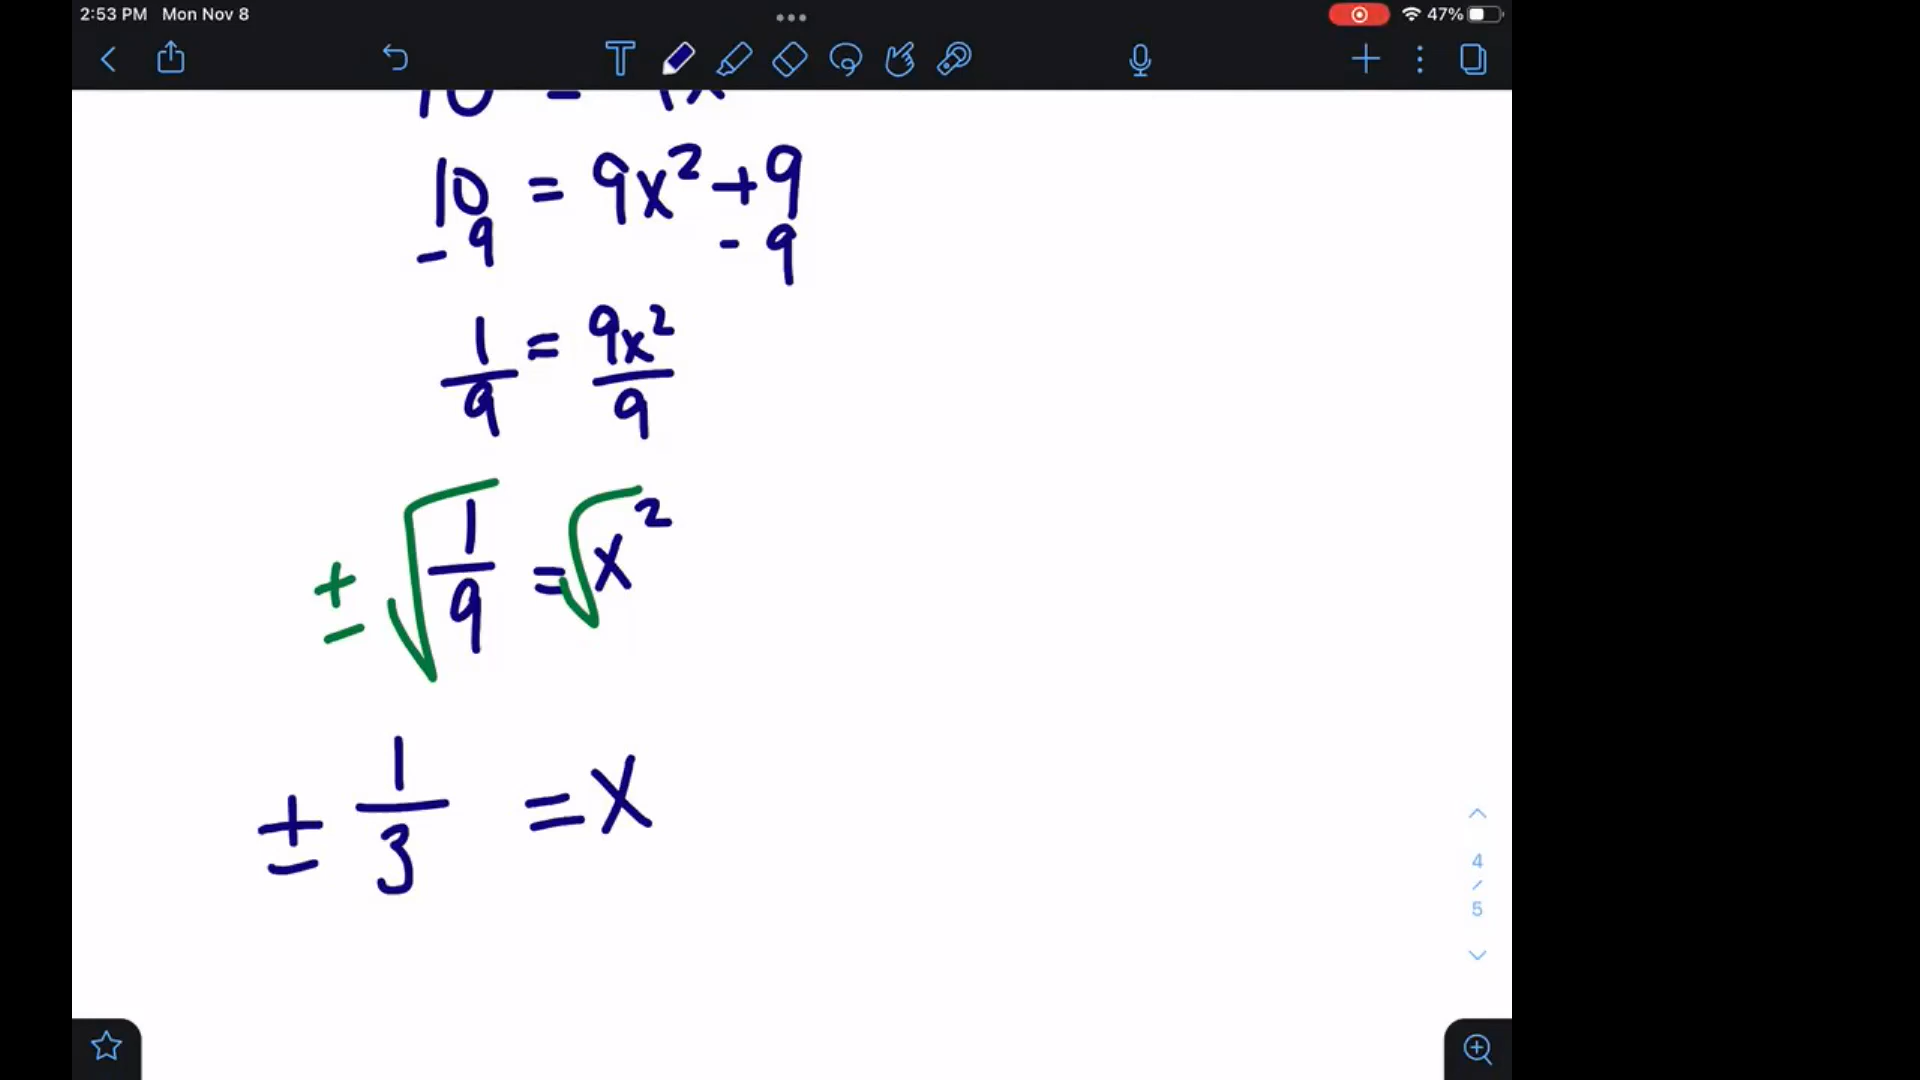 2:53 PM Mon Nov 8
47%
T
10 = 9x² + 9
- 9 - 9
1/9 = 9x²/9
± √(1/9) = √x²
± 1/3 = x
4
/
5